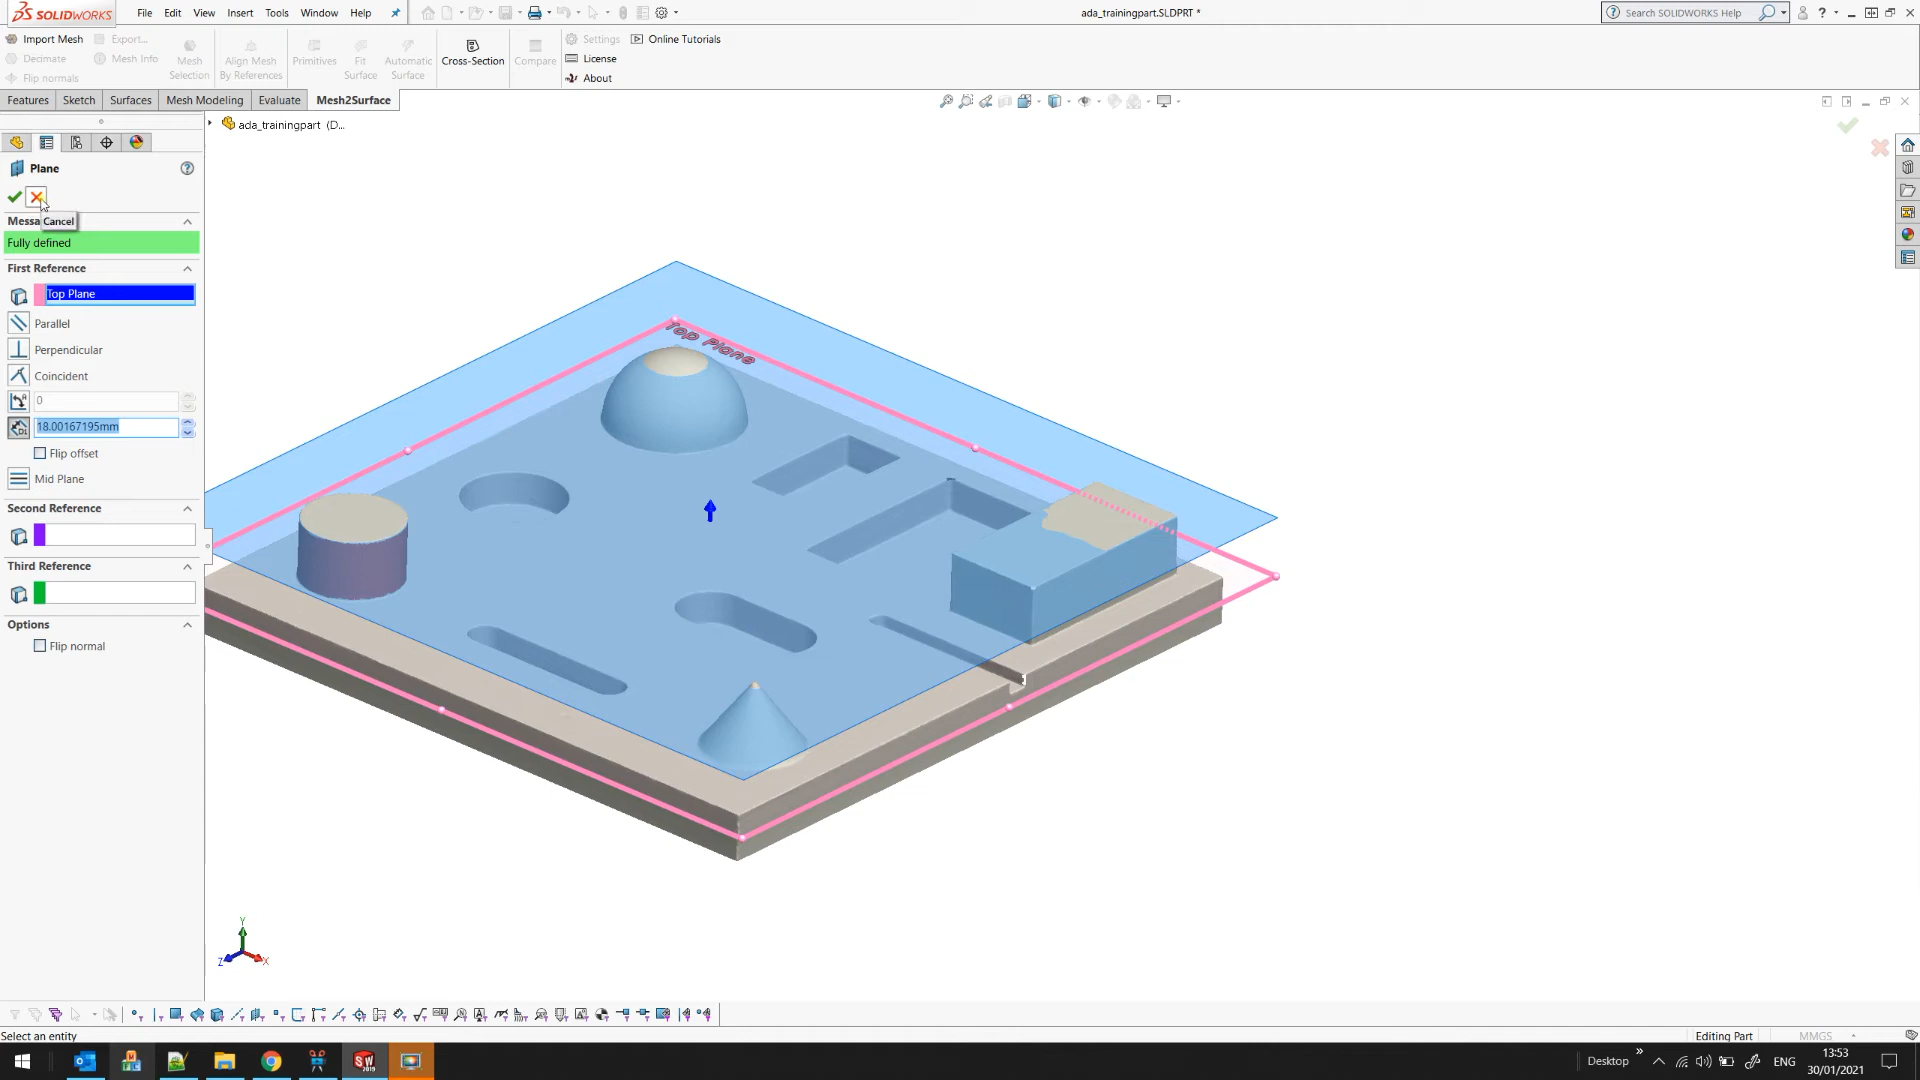 SOLIDWORKS
File Edit View Insert Tools Window Help
ada_trainingpart.SLDPRT *
Search SOLIDWORKS Help
Import Mesh Export...
Decimate Mesh Info
Flip normals
Mesh Selection
Align Mesh By References
Primitives
Fit Surface
Automatic Surface
Cross-Section
Compare
Settings Online Tutorials
License
About
Features Sketch Surfaces Mesh Modeling Evaluate Mesh2Surface
ada_trainingpart (D...
Plane
Messa
Cancel
Fully defined
First Reference
Top Plane
Parallel
Perpendicular
Coincident
0
18.00167195mm
Flip offset
Mid Plane
Second Reference
Third Reference
Options
Flip normal
Top Plane
Y
Z
X
Select an entity
Editing Part
MMGS
Desktop
ENG
13:53
30/01/2021